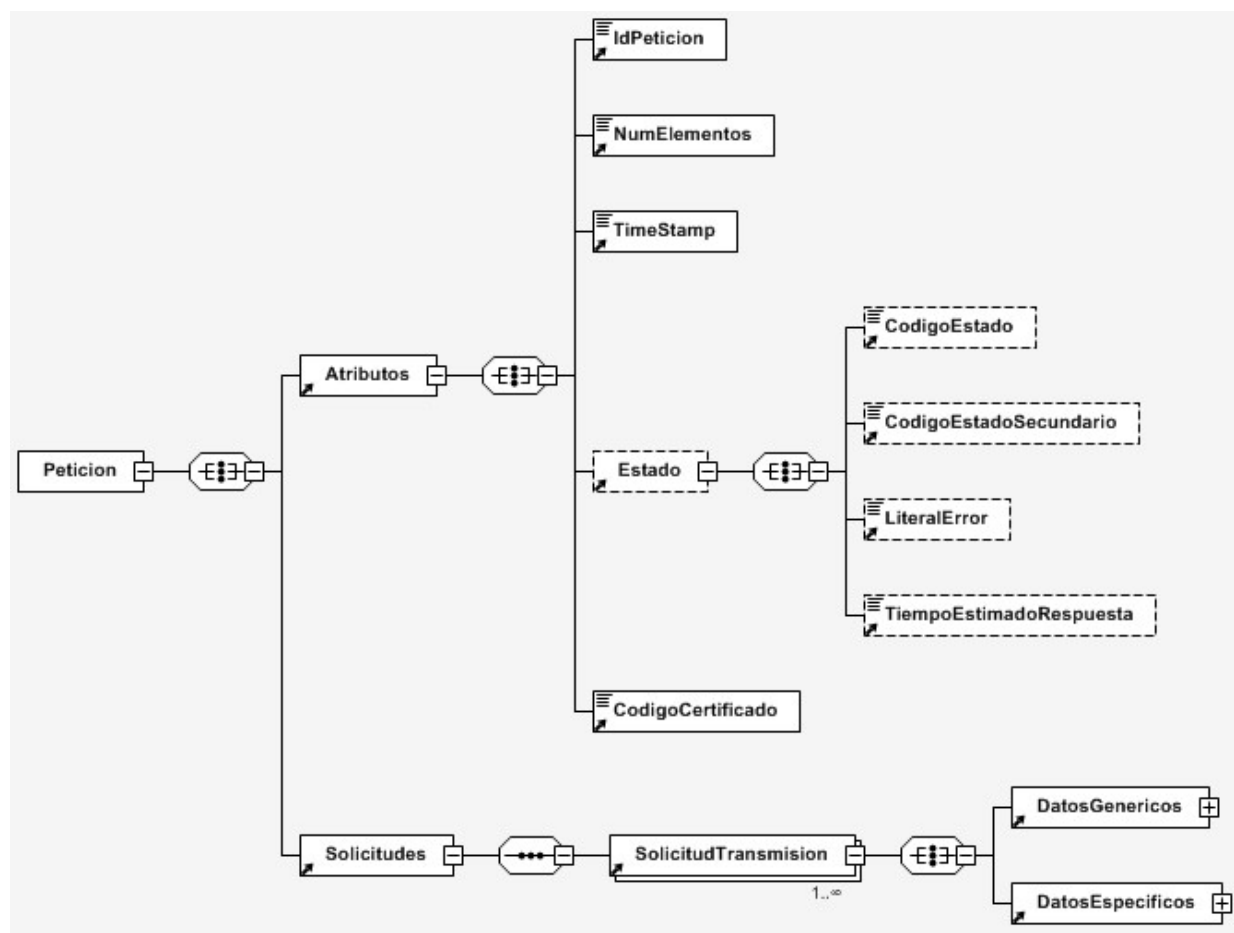 IdPeticion
NumElementos
TimeStamp
CodigoEstado
Atributos
CodigoEstadoSecundario
Peticion
Estado
LiteralError
TiempoEstimadoRespuesta
CodigoCertificado
DatosGenericos
Solicitudes
SolicitudTransmision
1..∞
DatosEspecificos